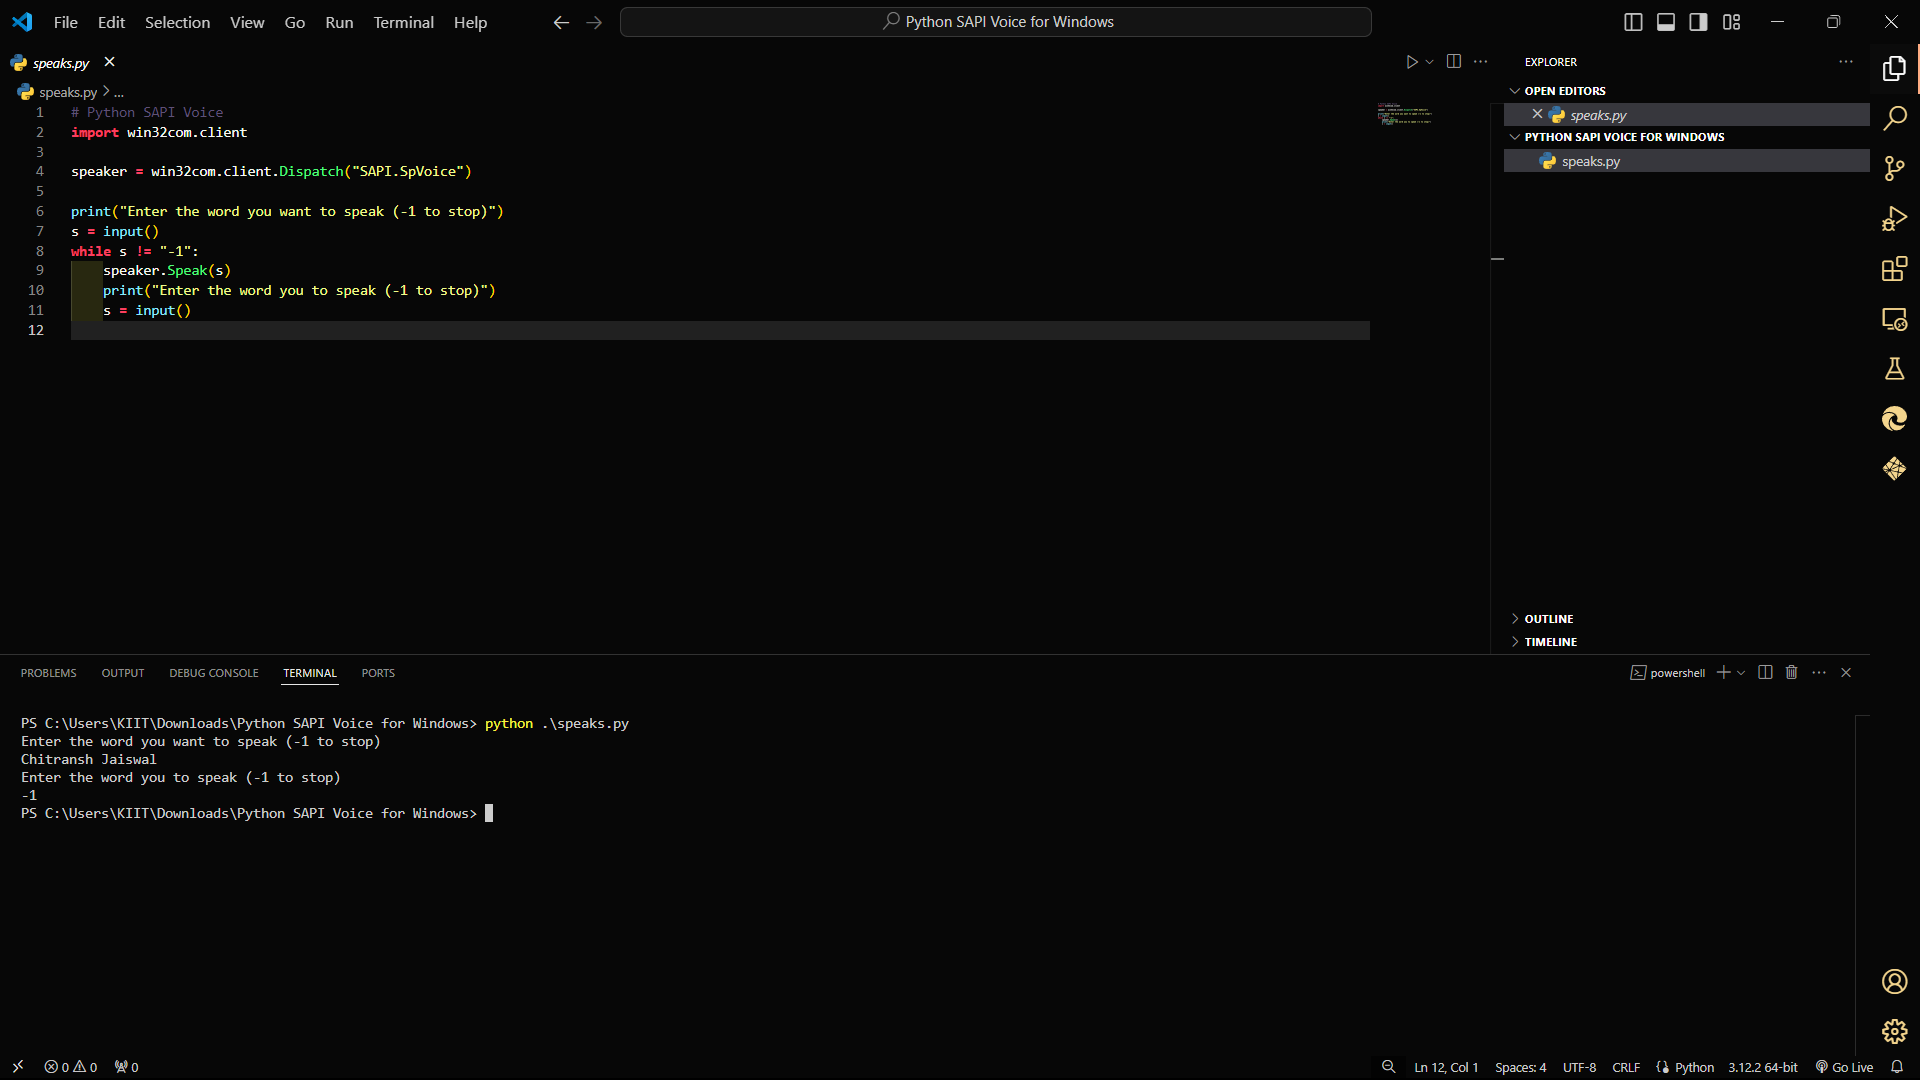 File Edit Selection View Go Run Terminal Help
Python SAPI Voice for Windows
speaks.py
speaks.py > ...
1 # Python SAPI Voice
2 import win32com.client
3
4 speaker = win32com.client.Dispatch("SAPI.SpVoice")
5
6 print("Enter the word you want to speak (-1 to stop)")
7 s = input()
8 while s != "-1":
9     speaker.Speak(s)
10     print("Enter the word you to speak (-1 to stop)")
11     s = input()
12
EXPLORER
OPEN EDITORS
speaks.py
PYTHON SAPI VOICE FOR WINDOWS
speaks.py
OUTLINE
TIMELINE
PROBLEMS OUTPUT DEBUG CONSOLE TERMINAL PORTS
powershell
PS C:\Users\KIIT\Downloads\Python SAPI Voice for Windows> python .\speaks.py
Enter the word you want to speak (-1 to stop)
Chitransh Jaiswal
Enter the word you to speak (-1 to stop)
-1
PS C:\Users\KIIT\Downloads\Python SAPI Voice for Windows>
0 0 0
Ln 12, Col 1 Spaces: 4 UTF-8 CRLF Python 3.12.2 64-bit Go Live